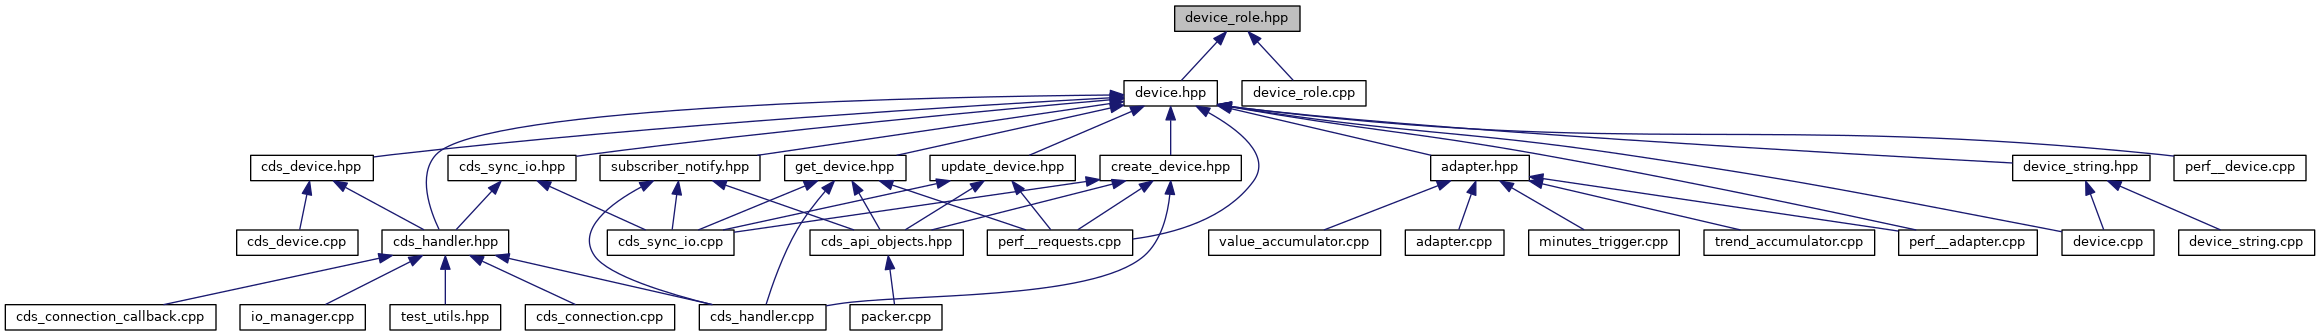 device_role.hpp
device.hpp
device_role.cpp
cds_device.hpp
cds_sync_io.hpp
subscriber_notify.hpp
get_device.hpp
update_device.hpp
create_device.hpp
adapter.hpp
device_string.hpp
perf__device.cpp
cds_device.cpp
cds_handler.hpp
cds_sync_io.cpp
cds_api_objects.hpp
perf__requests.cpp
value_accumulator.cpp
adapter.cpp
minutes_trigger.cpp
trend_accumulator.cpp
perf__adapter.cpp
device.cpp
device_string.cpp
cds_connection_callback.cpp
io_manager.cpp
test_utils.hpp
cds_connection.cpp
cds_handler.cpp
packer.cpp